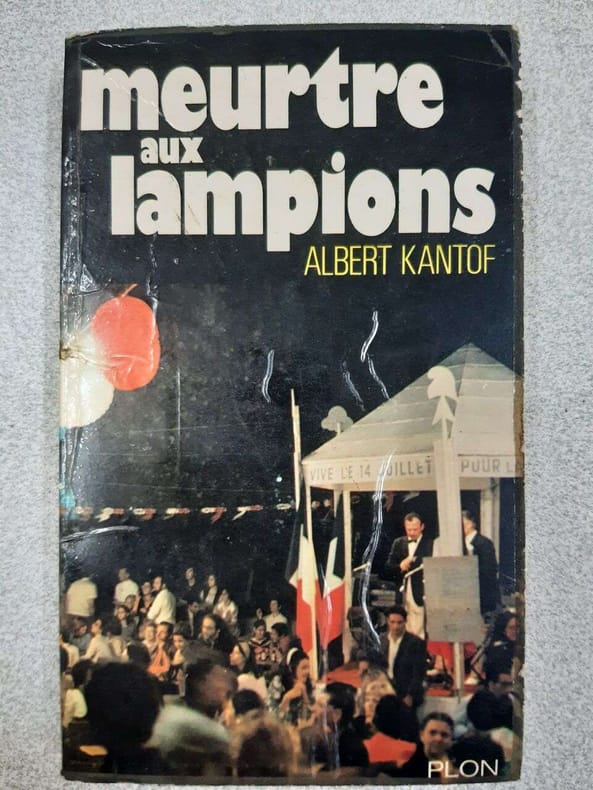 meurtre
aux
lampions
ALBERT KANTOF
VIVE LE 14 JUILLET POUR
PLON